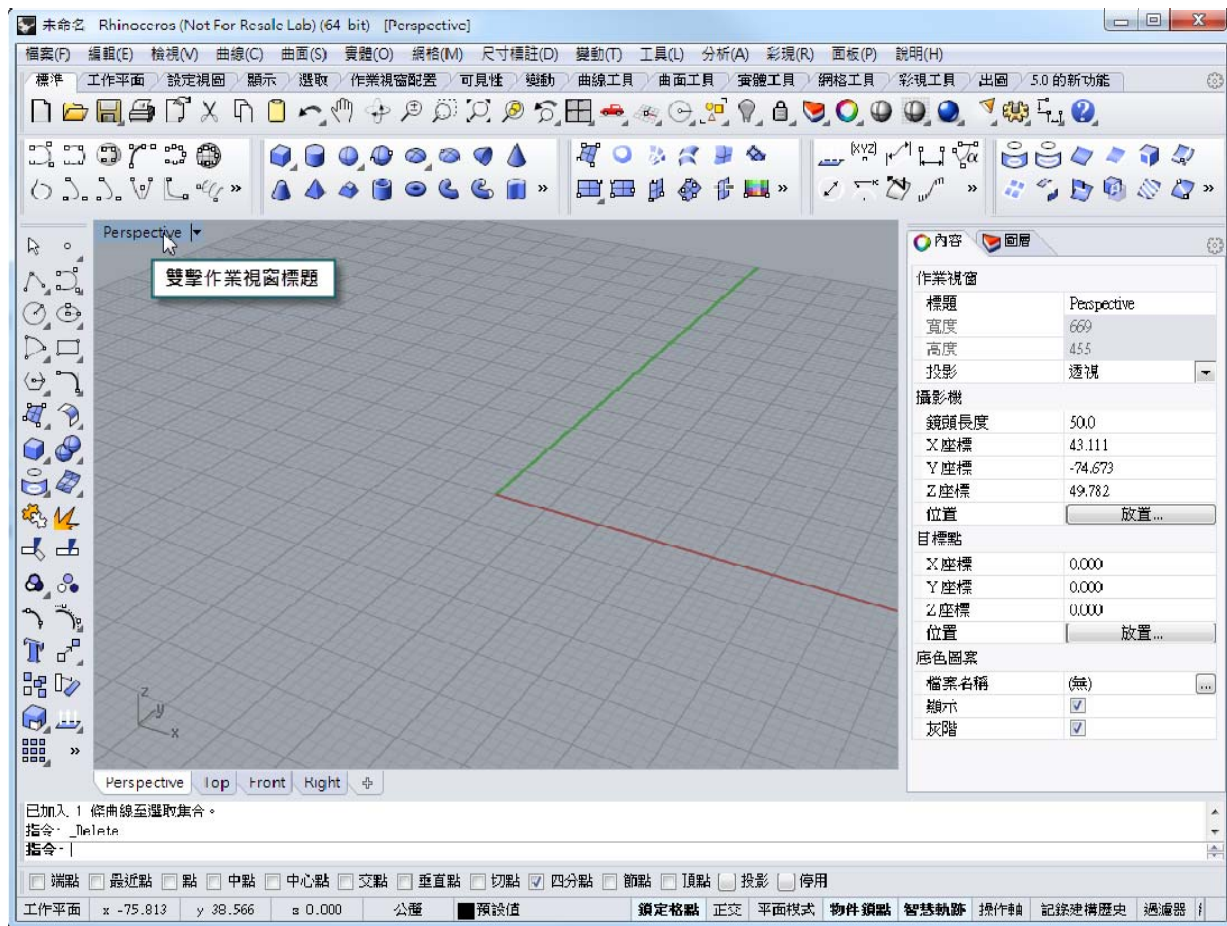 未命名 - Rhinoceros (Not For Resale Lab) (64-bit) - [Perspective]
檔案(F) 編輯(E) 檢視(V) 曲線(C) 曲面(S) 實體(O) 網格(M) 尺寸標註(D) 變動(T) 工具(L) 分析(A) 彩現(R) 面板(P) 說明(H)
標準 工作平面 設定視圖 顯示 選取 作業視窗配置 可見性 變動 曲線工具 曲面工具 實體工具 網格工具 彩現工具 出圖 5.0 的新功能
Perspective
雙擊作業視窗標題
z
y
x
Perspective Top Front Right
內容 圖層
作業視窗
標題 Perspective
寬度 669
高度 455
投影 透視
攝影機
鏡頭長度 50.0
X 座標 43.111
Y 座標 -74.673
Z 座標 49.782
位置 放置...
目標點
X 座標 0.000
Y 座標 0.000
Z 座標 0.000
位置 放置...
底色圖案
檔案名稱 (無) ...
顯示
灰階
已加入 1 條曲線至選取集合。
指令: _Delete
指令:
端點 最近點 點 中點 中心點 交點 垂直點 切點 四分點 節點 頂點 投影 停用
工作平面 x -75.813 y 38.566 z 0.000 公釐 預設值 鎖定格點 正交 平面模式 物件鎖點 智慧軌跡 操作軸 記錄建構歷史 過濾器